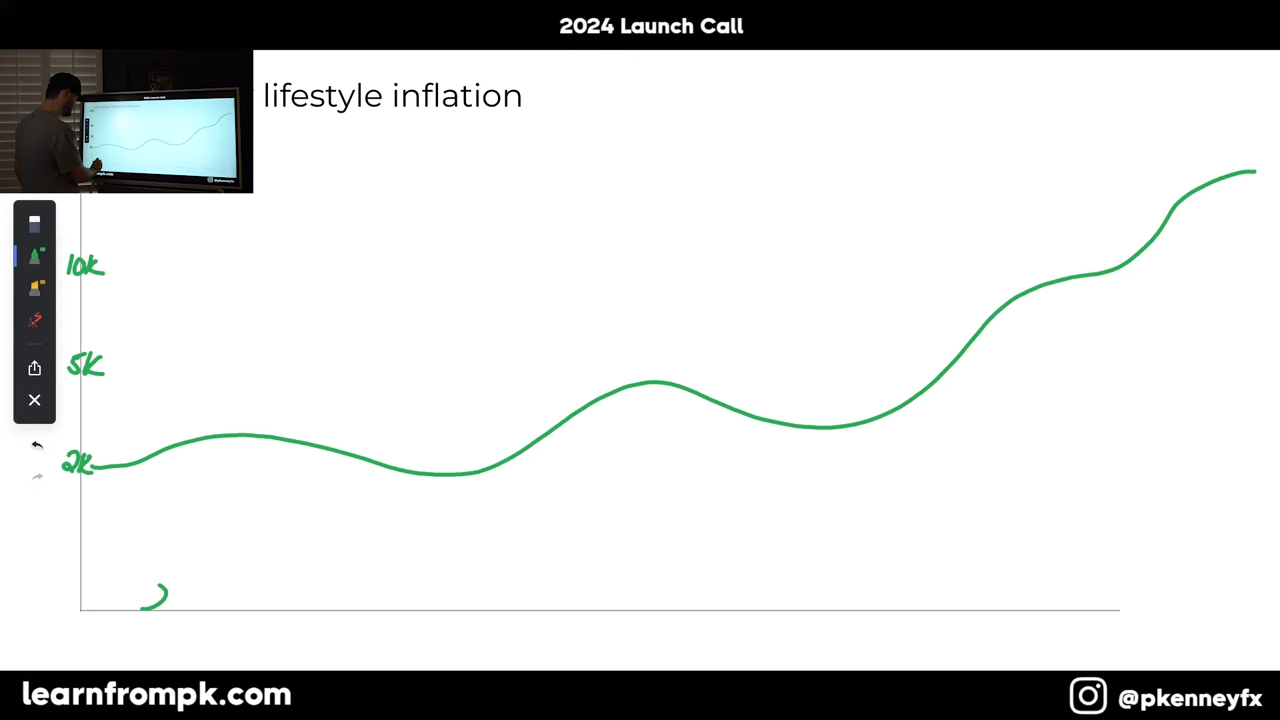 2024 Launch Call
lifestyle inflation
10K
5K
2K
learnfrompk.com
@pkenneyfx